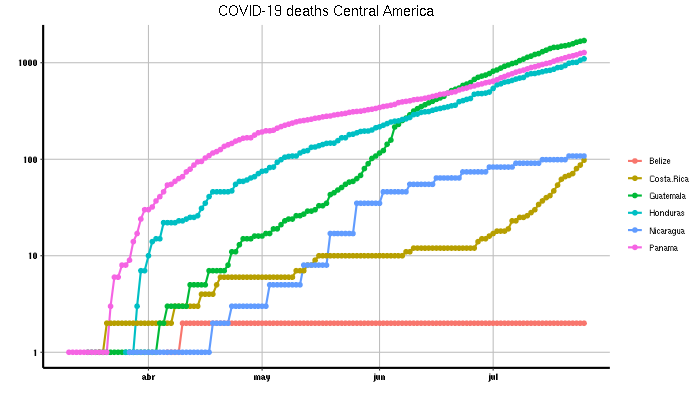 COVID-19 deaths Central America
1000
100
10
1
abr
may
jun
jul
Belize
Costa.Rica
Guatemala
Honduras
Nicaragua
Panama